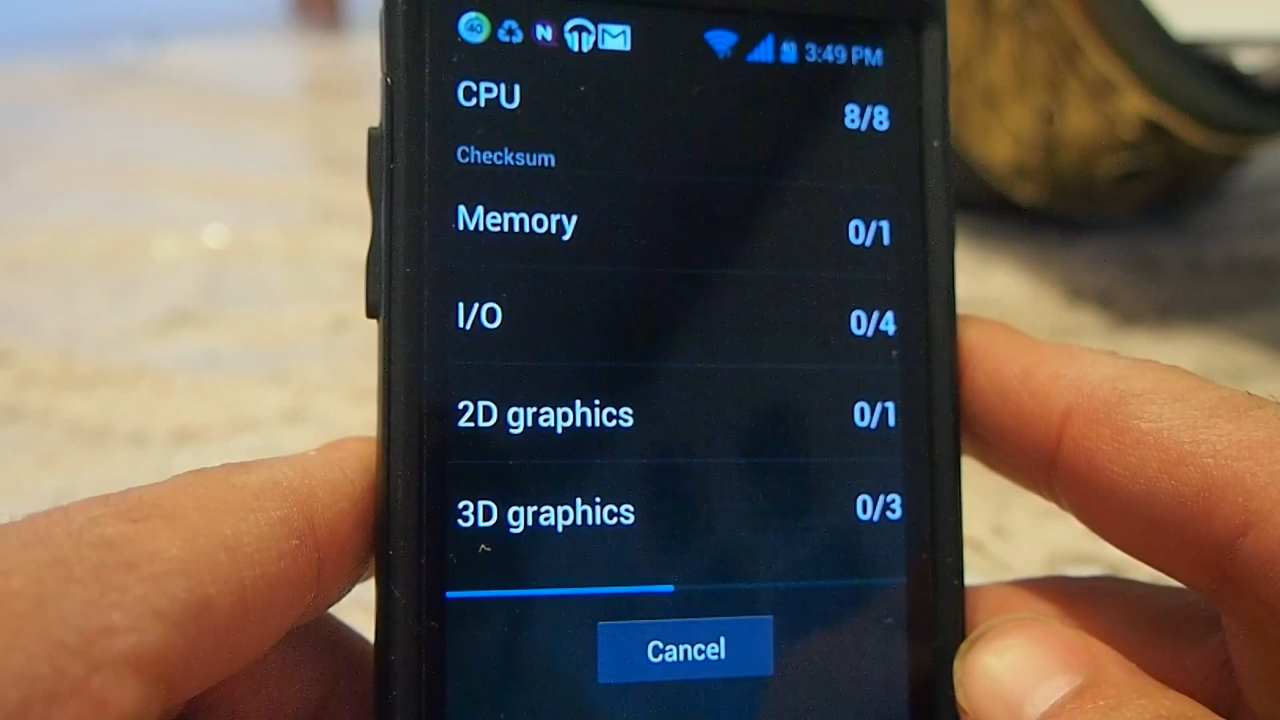 40 N 3:49 PM
CPU 8/8
Checksum
Memory 0/1
I/O 0/4
2D graphics 0/1
3D graphics 0/3
Cancel